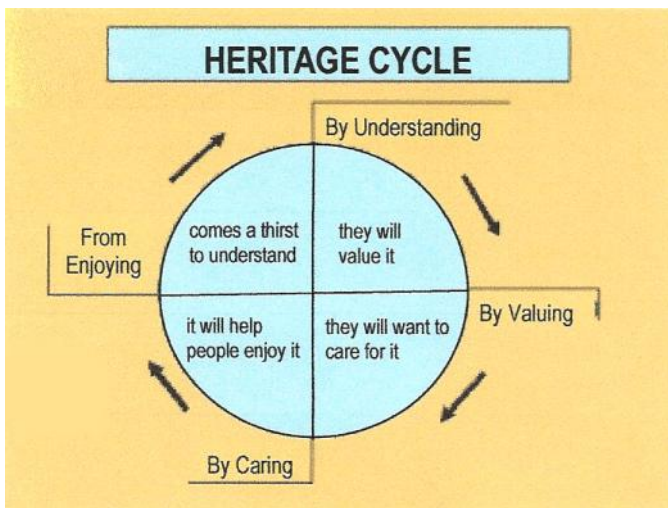 HERITAGE CYCLE
By Understanding
they will
value it
By Valuing
they will want to
care for it
By Caring
it will help
people enjoy it
From
Enjoying
comes a thirst
to understand